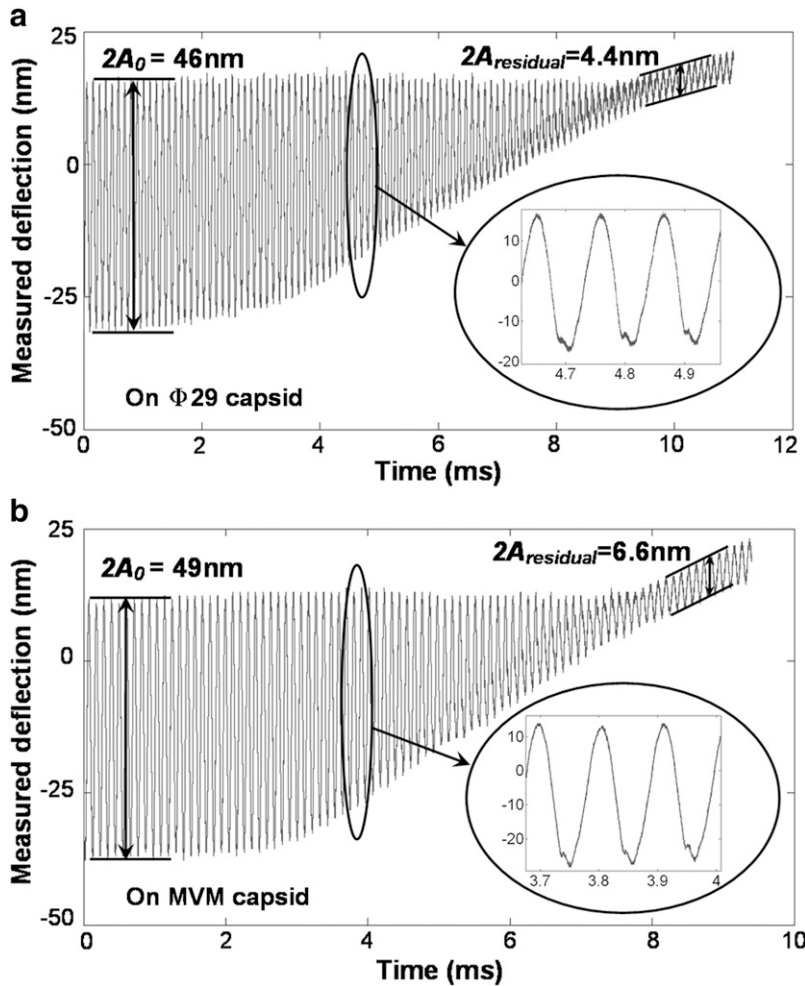 a
25
0
-25
-50
Measured deflection (nm)
2A0 = 46nm
2Aresidual=4.4nm
10
0
-10
-20
4.7 4.8 4.9
On Φ29 capsid
0 2 4 6 8 10 12
Time (ms)
b
25
0
-25
-50
Measured deflection (nm)
2A0 = 49nm
2Aresidual=6.6nm
10
0
-10
-20
3.7 3.8 3.9 4
On MVM capsid
0 2 4 6 8 10
Time (ms)